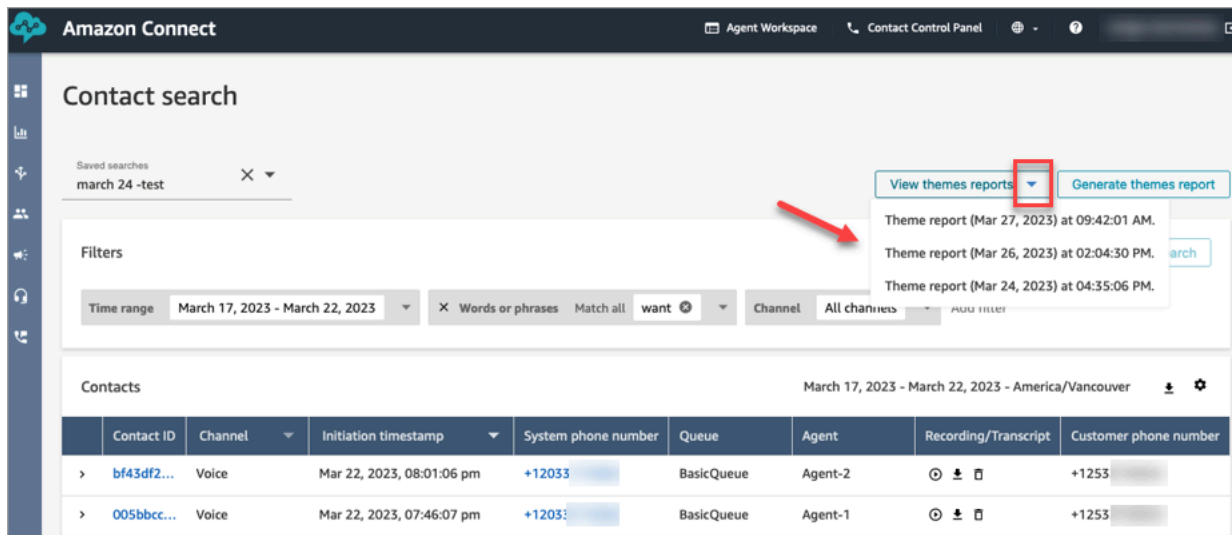 Amazon Connect
Agent Workspace
Contact Control Panel
Contact search
Saved searches
march 24 -test
View themes reports
Generate themes report
Theme report (Mar 27, 2023) at 09:42:01 AM.
Theme report (Mar 26, 2023) at 02:04:30 PM.
Theme report (Mar 24, 2023) at 04:35:06 PM.
Filters
Time range March 17, 2023 - March 22, 2023 Words or phrases Match all want Channel All channels Add filter
Contacts
March 17, 2023 - March 22, 2023 - America/Vancouver
Contact ID Channel Initiation timestamp System phone number Queue Agent Recording/Transcript Customer phone number
bf43df2... Voice Mar 22, 2023, 08:01:06 pm +12033 BasicQueue Agent-2 +1253
005bbcc... Voice Mar 22, 2023, 07:46:07 pm +1203 BasicQueue Agent-1 +1253